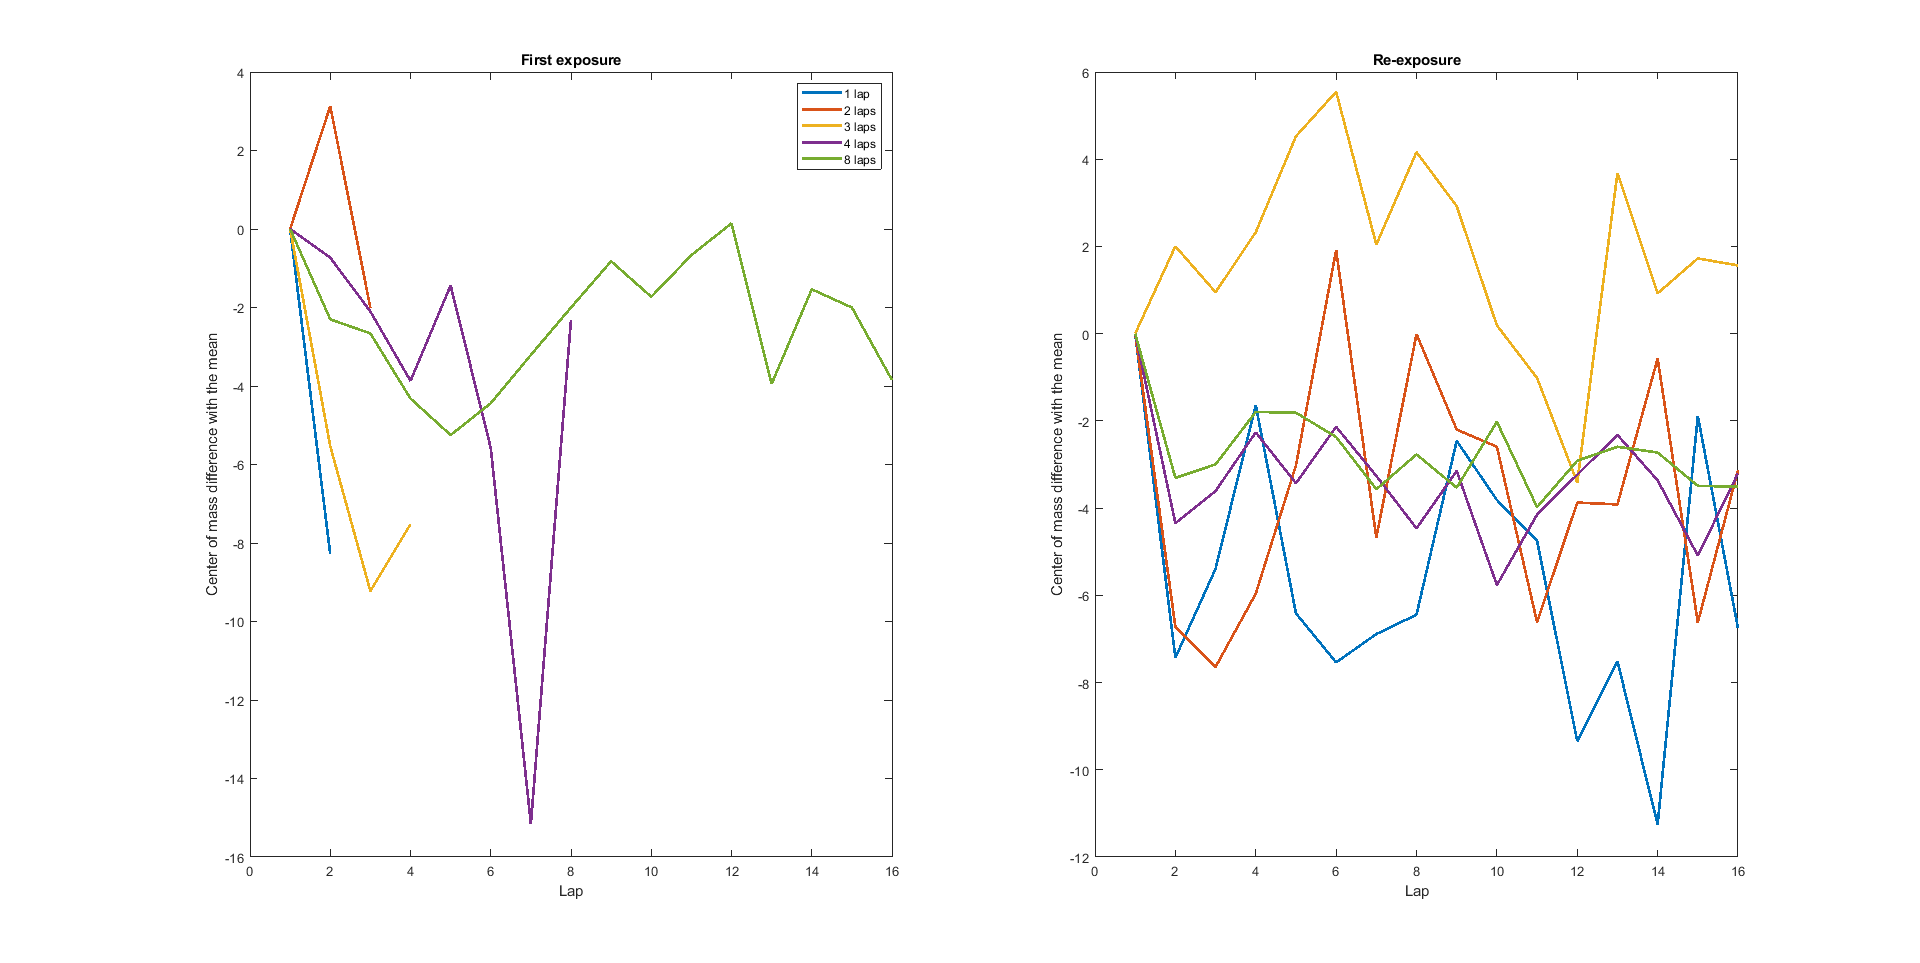 First exposure
4
2
0
-2
-4
-6
-8
-10
-12
-14
-16
0 2 4 6 8 10 12 14 16
Lap
Center of mass difference with the mean
1 lap
2 laps
3 laps
4 laps
8 laps
Re-exposure
6
4
2
0
-2
-4
-6
-8
-10
-12
0 2 4 6 8 10 12 14 16
Lap
Center of mass difference with the mean